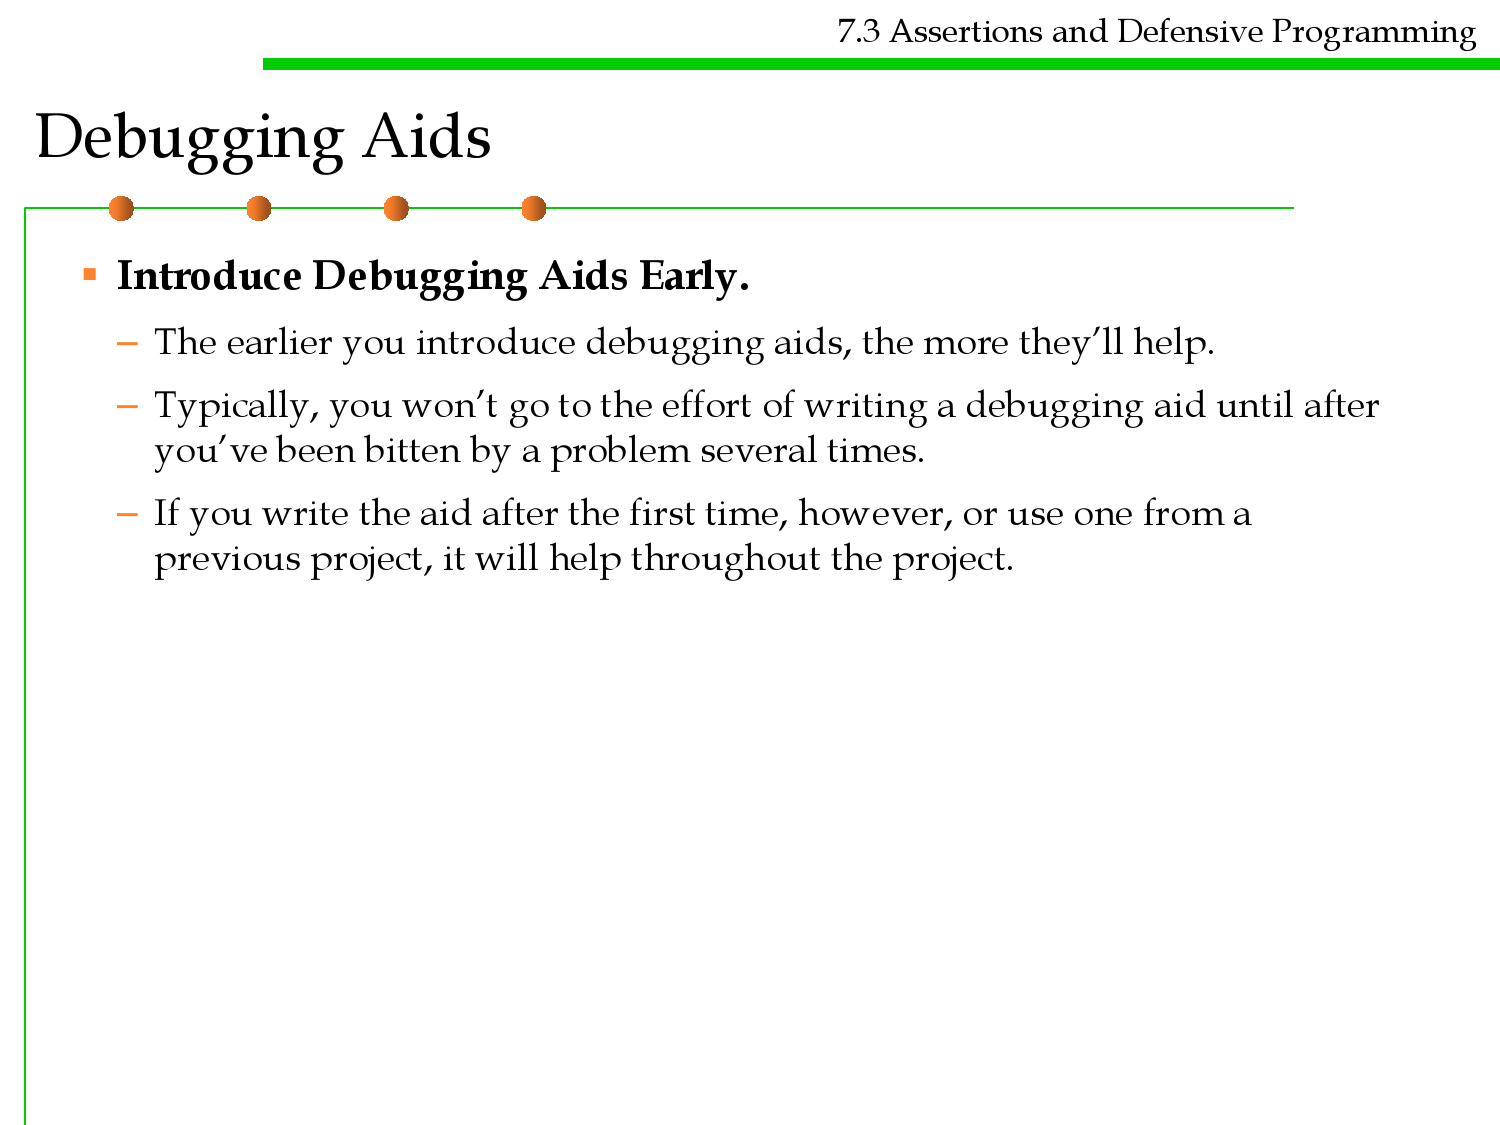 7.3 Assertions and Defensive Programming
Debugging Aids
▪ Introduce Debugging Aids Early.
– The earlier you introduce debugging aids, the more they’ll help.
– Typically, you won’t go to the effort of writing a debugging aid until after
you’ve been bitten by a problem several times.
– If you write the aid after the first time, however, or use one from a
previous project, it will help throughout the project.